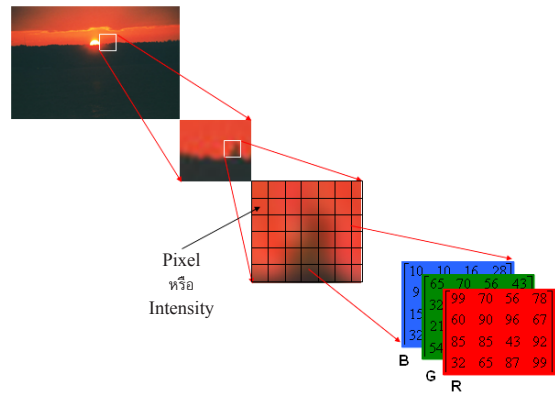 Pixel
หรือ
Intensity
10 10 16 28
9
15
32
B
65 70 56 43
32
21
54
G
99 70 56 78
60 90 96 67
85 85 43 92
32 65 87 99
R